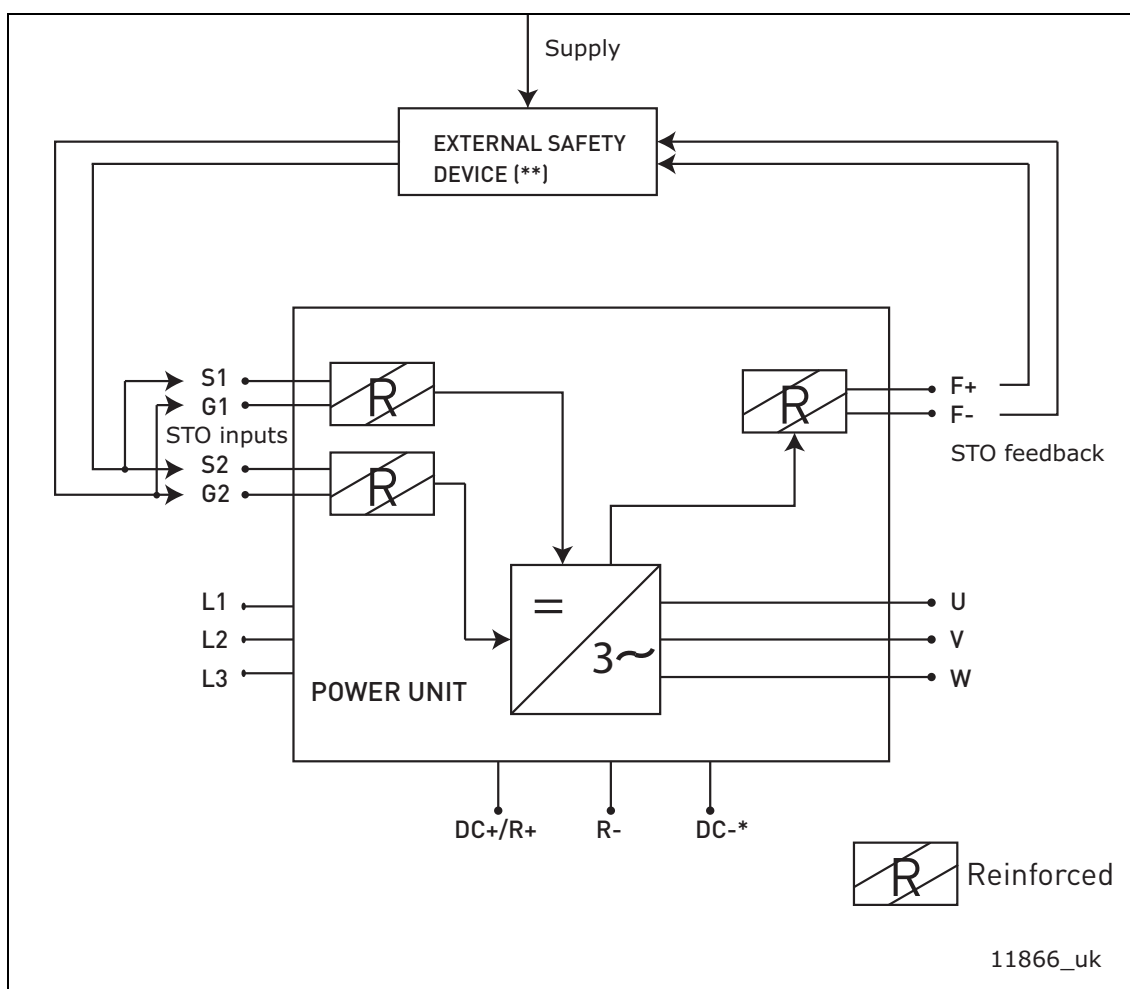 Supply
EXTERNAL SAFETY
DEVICE (**)
S1
G1
STO inputs
S2
G2
R
R
R
F+
F-
STO feedback
L1
L2
L3
=
3~
U
V
W
POWER UNIT
DC+/R+
R-
DC-*
R
Reinforced
11866_uk